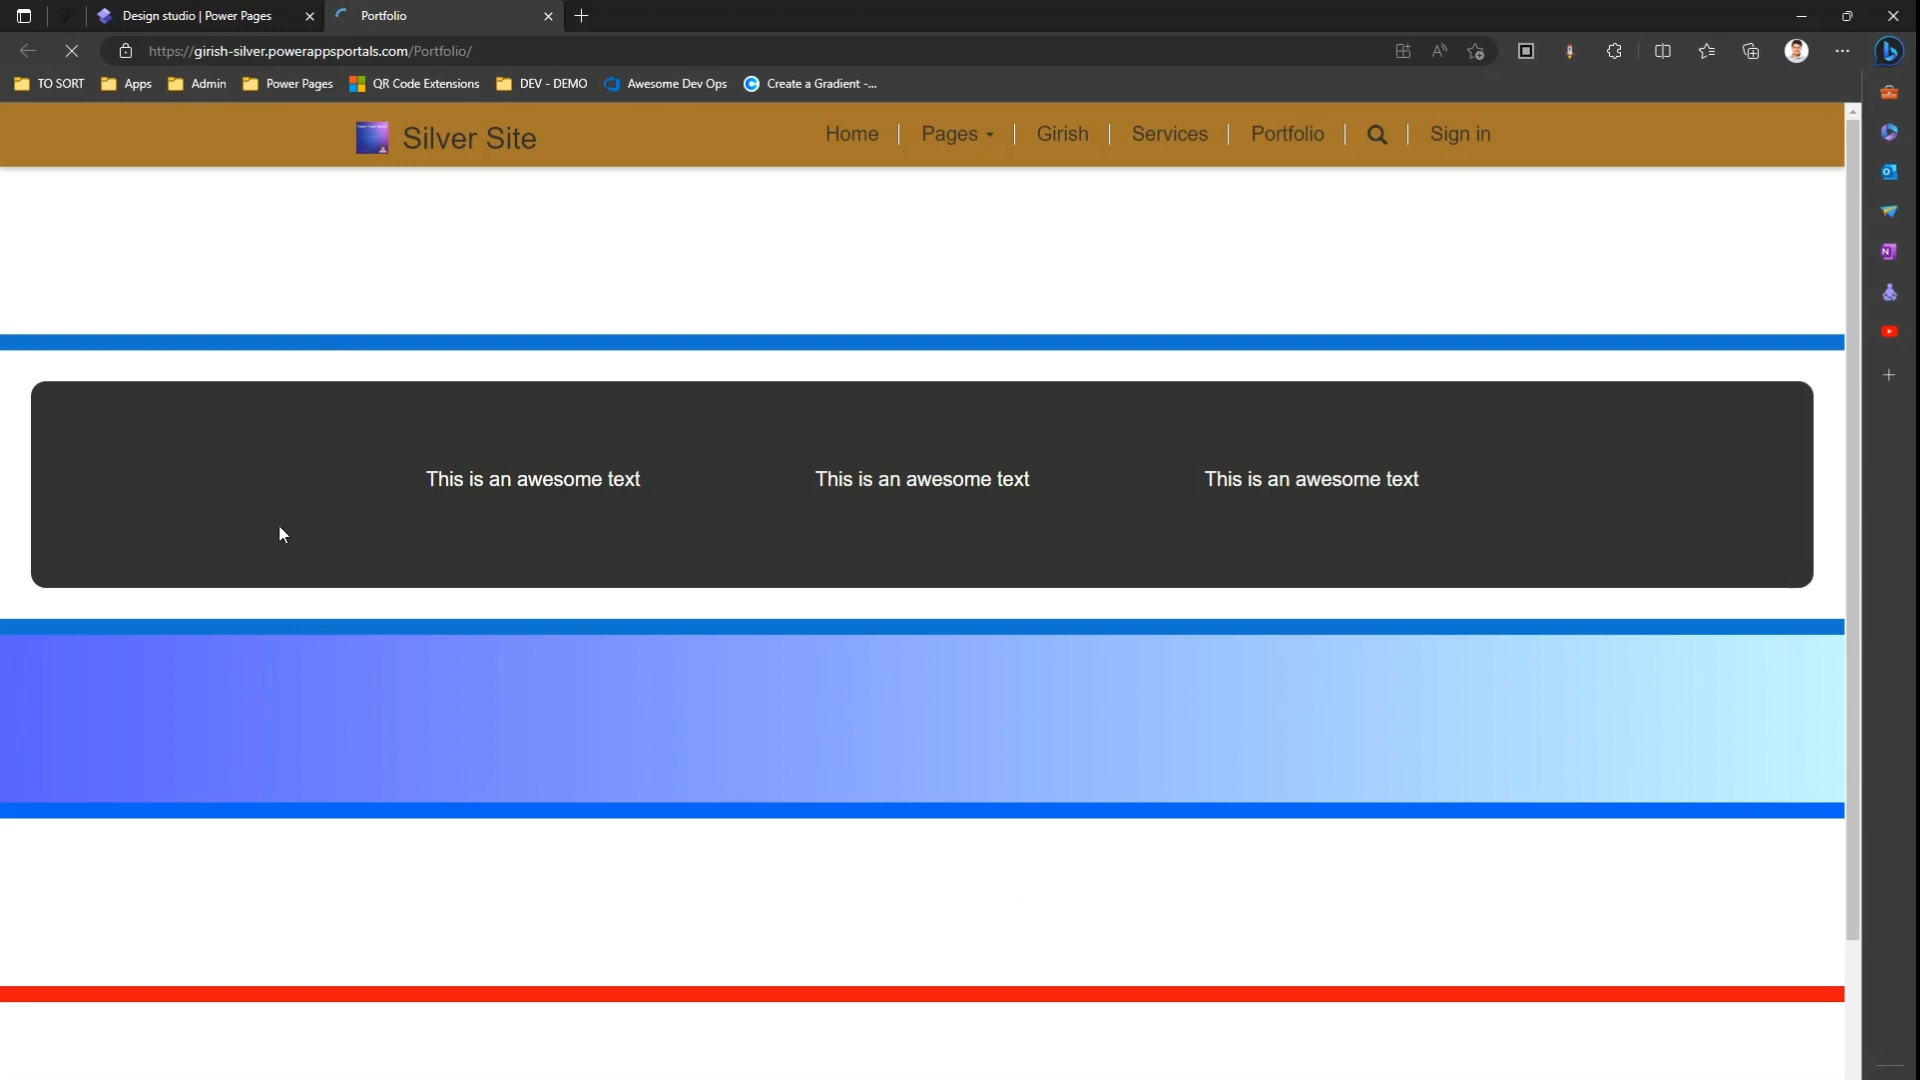 Design studio | Power Pages
Portfolio
https://girish-silver.powerappsportals.com/Portfolio/
TO SORT
Apps
Admin
Power Pages
QR Code Extensions
DEV - DEMO
Awesome Dev Ops
Create a Gradient -...
Silver Site
Home
Pages
Girish
Services
Portfolio
Sign in
This is an awesome text
This is an awesome text
This is an awesome text